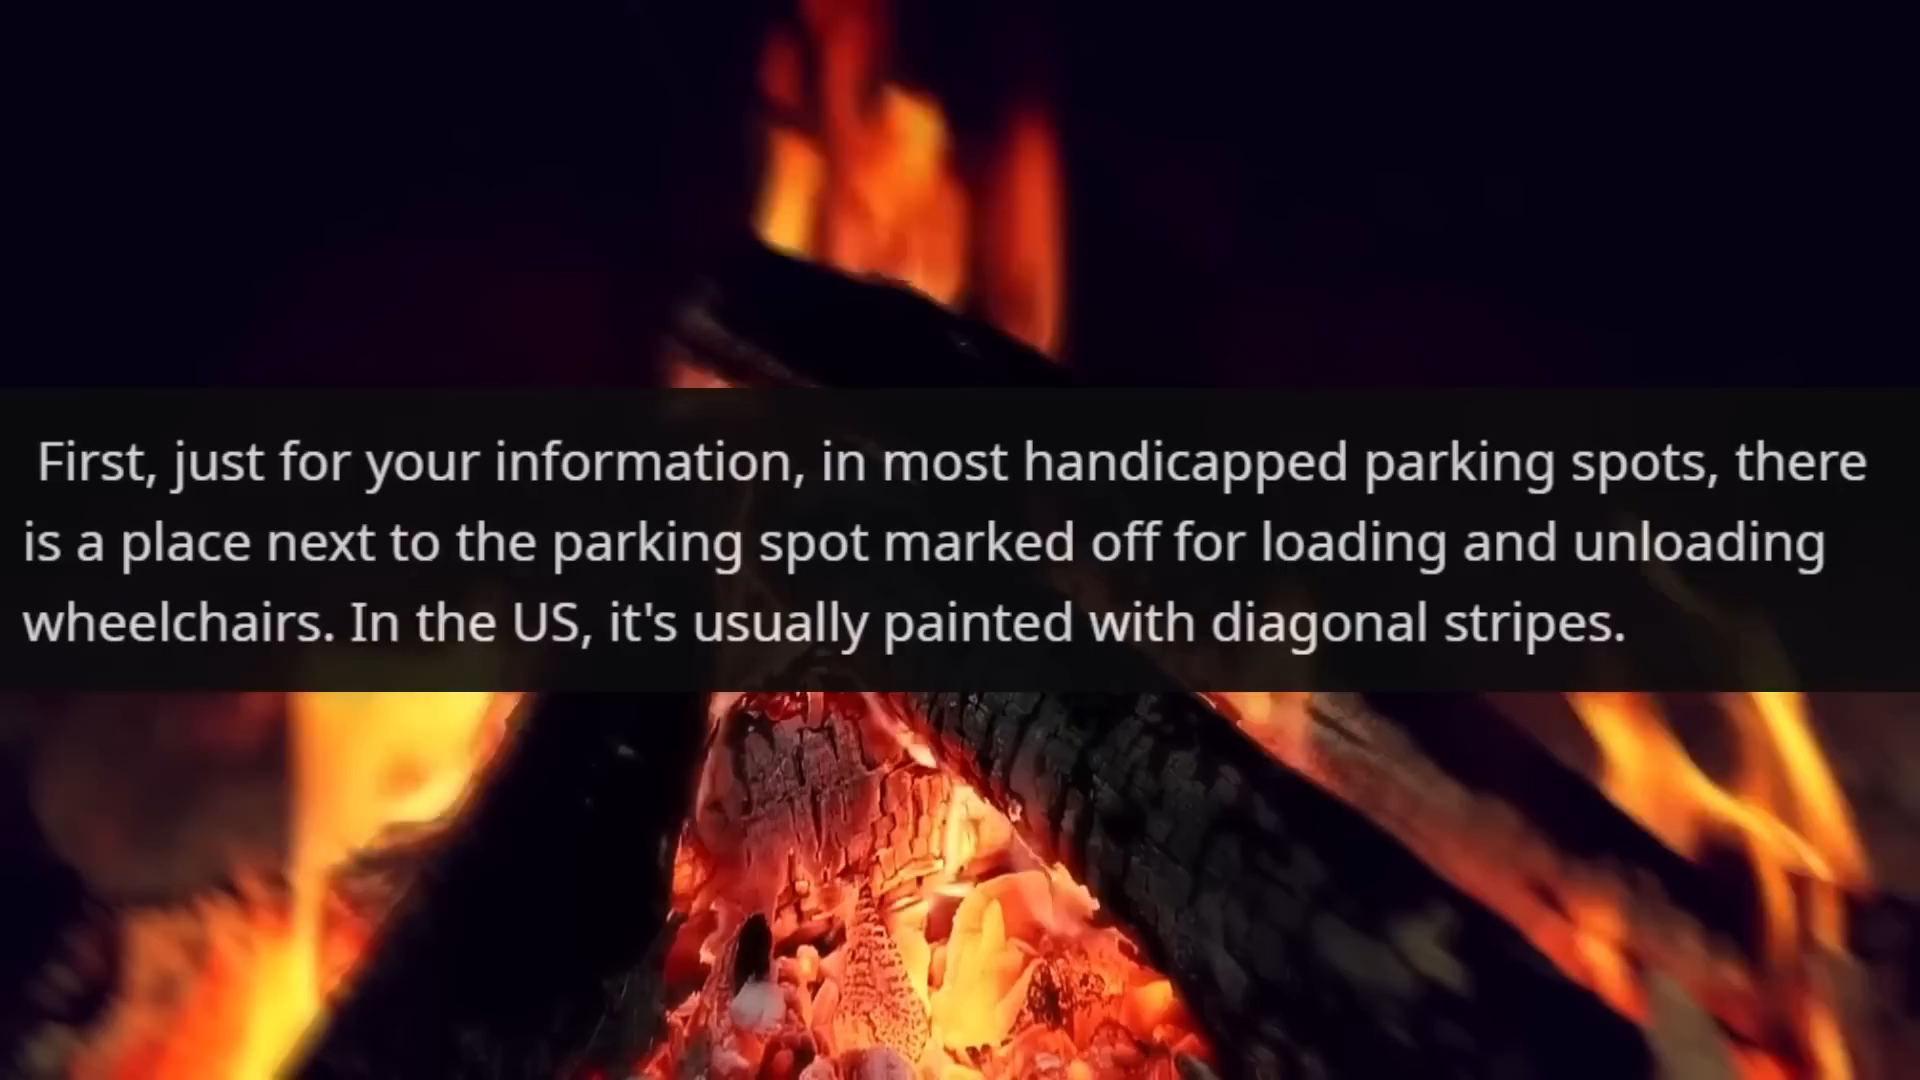 First, just for your information, in most handicapped parking spots, there
is a place next to the parking spot marked off for loading and unloading
wheelchairs. In the US, it's usually painted with diagonal stripes.